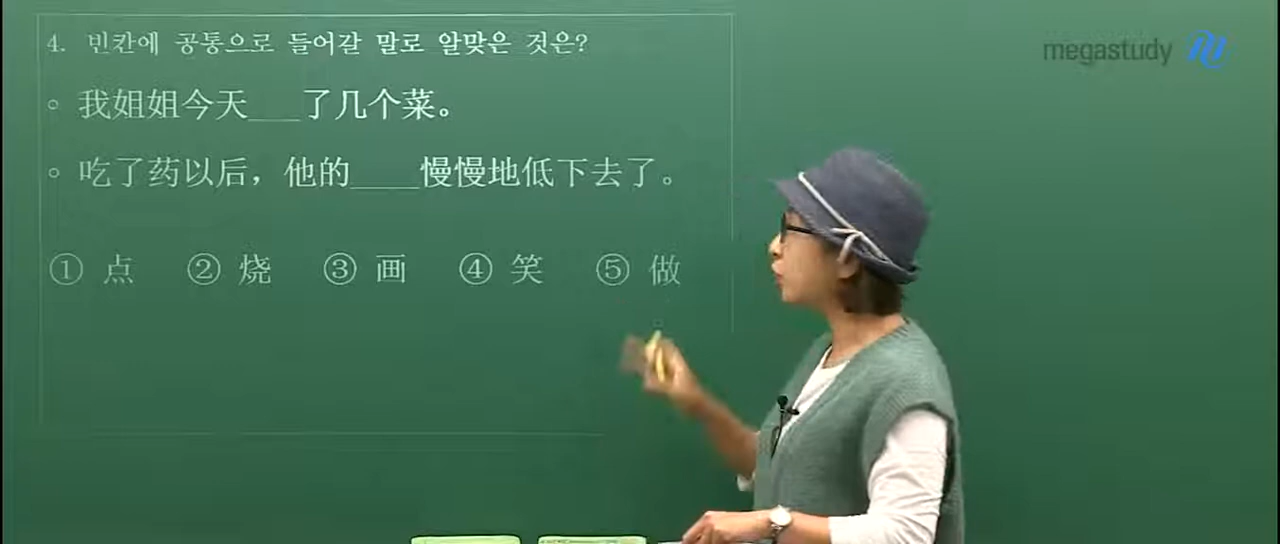 megastudy
4. 빈칸에 공통으로 들어갈 말로 알맞은 것은?
◦ 我姐姐今天___了几个菜。
◦ 吃了药以后，他的____慢慢地低下去了。
① 点 ② 烧 ③ 画 ④ 笑 ⑤ 做